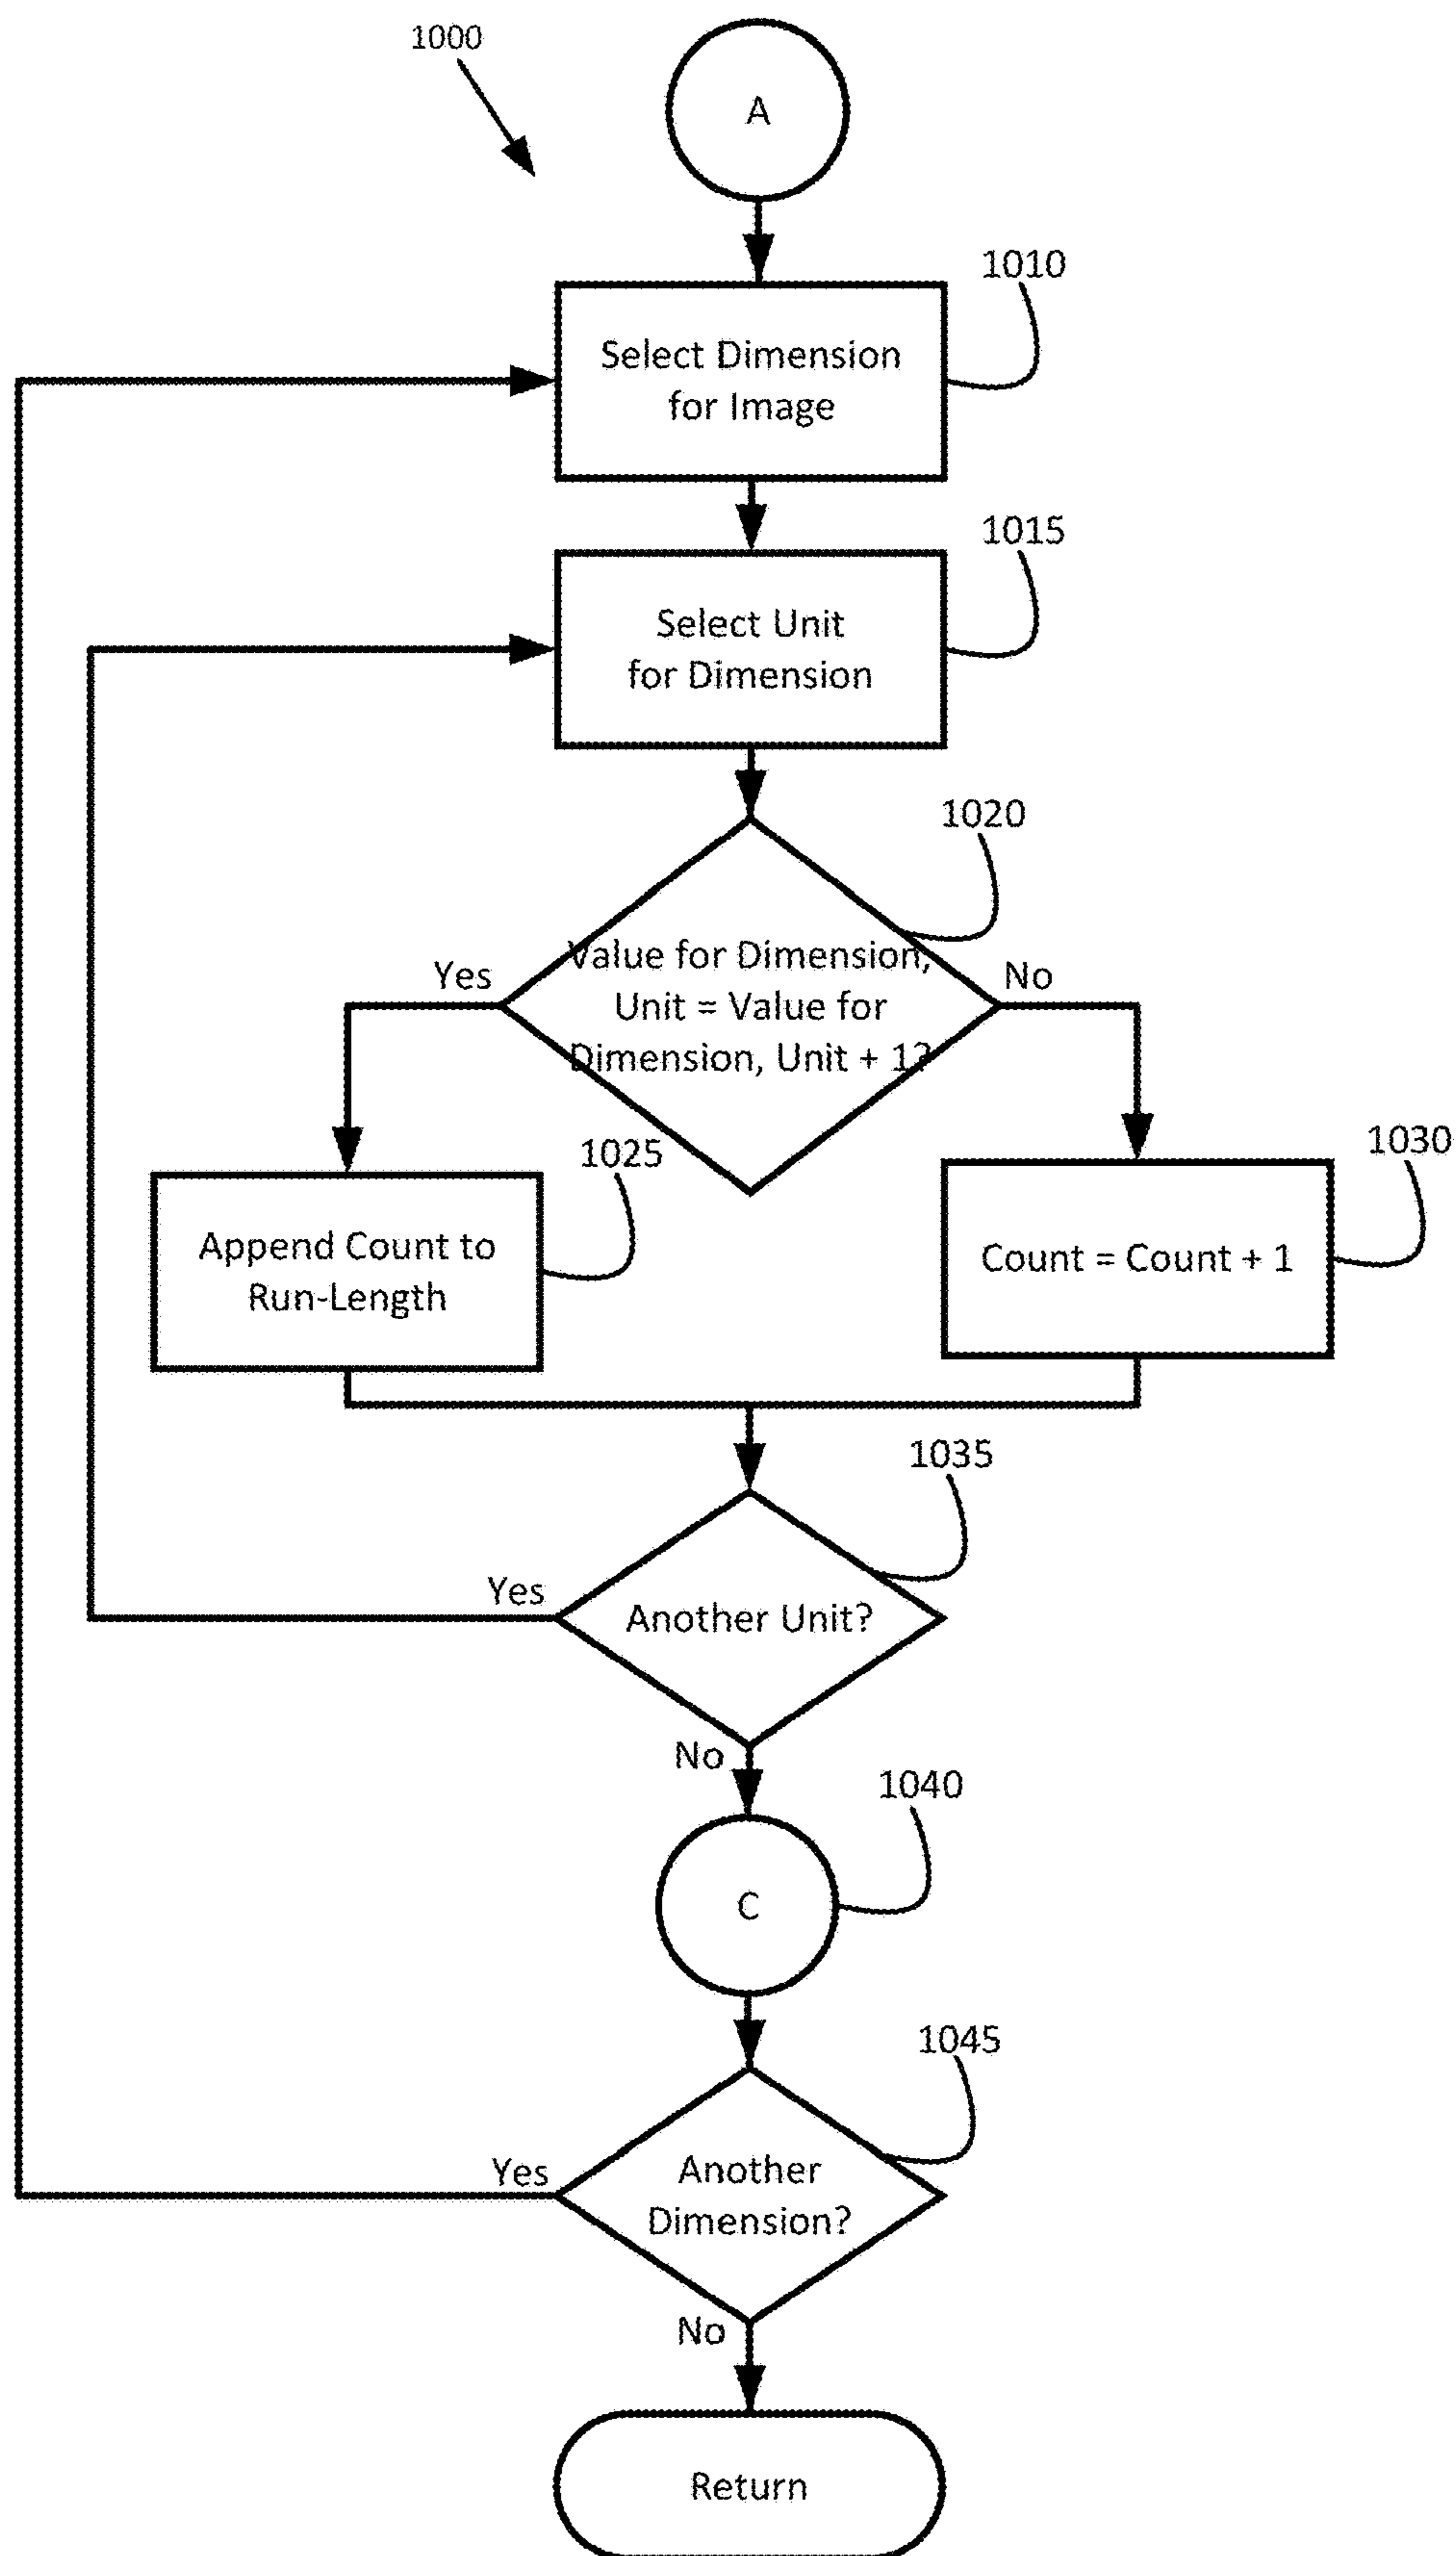 1000
A
1010
Select Dimension
for Image
1015
Select Unit
for Dimension
1020
Value for Dimension,
Unit = Value for
Dimension, Unit + 1?
Yes
No
1025
Append Count to
Run-Length
1030
Count = Count + 1
1035
Another Unit?
Yes
No
1040
C
1045
Another
Dimension?
Yes
No
Return